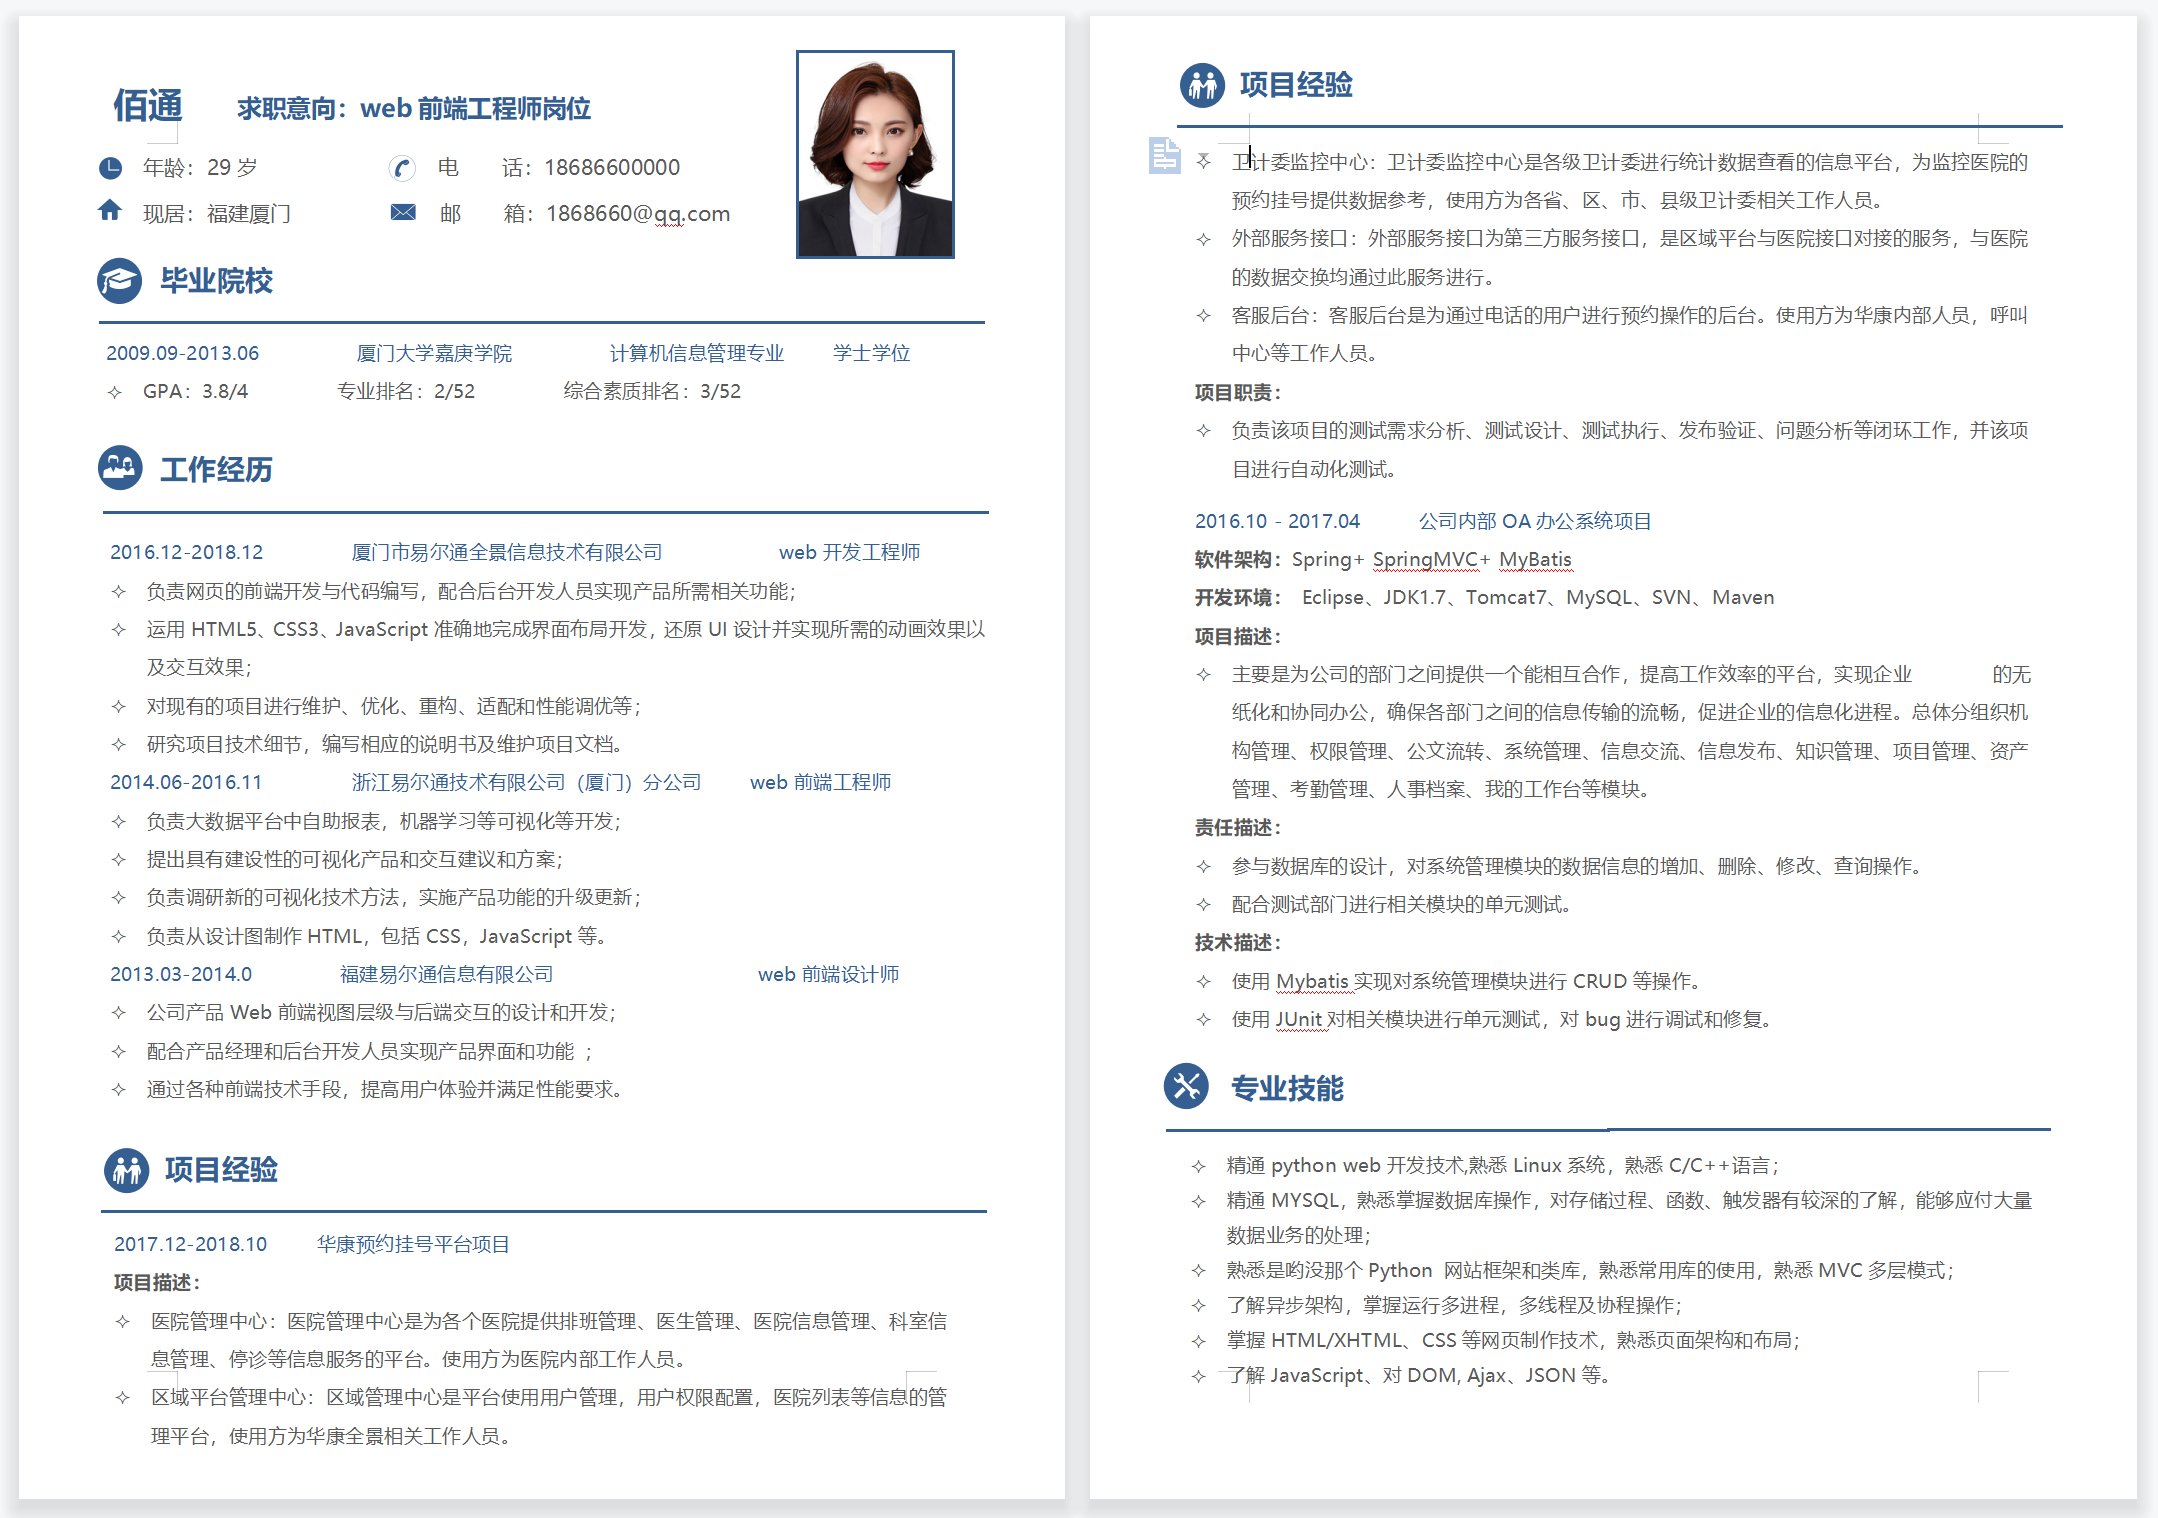 佰通 求职意向：web 前端工程师岗位
年龄：29 岁 电 话：18686600000
现居：福建厦门 邮 箱：1868660@qq.com
毕业院校
2009.09-2013.06 厦门大学嘉庚学院 计算机信息管理专业 学士学位
✧ GPA：3.8/4 专业排名：2/52 综合素质排名：3/52
工作经历
2016.12-2018.12 厦门市易尔通全景信息技术有限公司 web 开发工程师
✧ 负责网页的前端开发与代码编写，配合后台开发人员实现产品所需相关功能；
✧ 运用 HTML5、CSS3、JavaScript 准确地完成界面布局开发，还原 UI 设计并实现所需的动画效果以
及交互效果；
✧ 对现有的项目进行维护、优化、重构、适配和性能调优等；
✧ 研究项目技术细节，编写相应的说明书及维护项目文档。
2014.06-2016.11 浙江易尔通技术有限公司（厦门）分公司 web 前端工程师
✧ 负责大数据平台中自助报表，机器学习等可视化等开发；
✧ 提出具有建设性的可视化产品和交互建议和方案；
✧ 负责调研新的可视化技术方法，实施产品功能的升级更新；
✧ 负责从设计图制作 HTML，包括 CSS，JavaScript 等。
2013.03-2014.0 福建易尔通信息有限公司 web 前端设计师
✧ 公司产品 Web 前端视图层级与后端交互的设计和开发；
✧ 配合产品经理和后台开发人员实现产品界面和功能 ；
✧ 通过各种前端技术手段，提高用户体验并满足性能要求。
项目经验
2017.12-2018.10 华康预约挂号平台项目
项目描述：
✧ 医院管理中心：医院管理中心是为各个医院提供排班管理、医生管理、医院信息管理、科室信
息管理、停诊等信息服务的平台。使用方为医院内部工作人员。
✧ 区域平台管理中心：区域管理中心是平台使用用户管理，用户权限配置，医院列表等信息的管
理平台，使用方为华康全景相关工作人员。
项目经验
✧ 卫计委监控中心：卫计委监控中心是各级卫计委进行统计数据查看的信息平台，为监控医院的
预约挂号提供数据参考，使用方为各省、区、市、县级卫计委相关工作人员。
✧ 外部服务接口：外部服务接口为第三方服务接口，是区域平台与医院接口对接的服务，与医院
的数据交换均通过此服务进行。
✧ 客服后台：客服后台是为通过电话的用户进行预约操作的后台。使用方为华康内部人员，呼叫
中心等工作人员。
项目职责：
✧ 负责该项目的测试需求分析、测试设计、测试执行、发布验证、问题分析等闭环工作，并该项
目进行自动化测试。
2016.10 - 2017.04 公司内部 OA 办公系统项目
软件架构：Spring+ SpringMVC+ MyBatis
开发环境： Eclipse、JDK1.7、Tomcat7、MySQL、SVN、Maven
项目描述：
✧ 主要是为公司的部门之间提供一个能相互合作，提高工作效率的平台，实现企业 的无
纸化和协同办公，确保各部门之间的信息传输的流畅，促进企业的信息化进程。总体分组织机
构管理、权限管理、公文流转、系统管理、信息交流、信息发布、知识管理、项目管理、资产
管理、考勤管理、人事档案、我的工作台等模块。
责任描述：
✧ 参与数据库的设计，对系统管理模块的数据信息的增加、删除、修改、查询操作。
✧ 配合测试部门进行相关模块的单元测试。
技术描述：
✧ 使用 Mybatis 实现对系统管理模块进行 CRUD 等操作。
✧ 使用 JUnit 对相关模块进行单元测试，对 bug 进行调试和修复。
专业技能
✧ 精通 python web 开发技术,熟悉 Linux 系统，熟悉 C/C++语言；
✧ 精通 MYSQL，熟悉掌握数据库操作，对存储过程、函数、触发器有较深的了解，能够应付大量
数据业务的处理；
✧ 熟悉是哟没那个 Python 网站框架和类库，熟悉常用库的使用，熟悉 MVC 多层模式；
✧ 了解异步架构，掌握运行多进程，多线程及协程操作；
✧ 掌握 HTML/XHTML、CSS 等网页制作技术，熟悉页面架构和布局；
✧ 了解 JavaScript、对 DOM, Ajax、JSON 等。